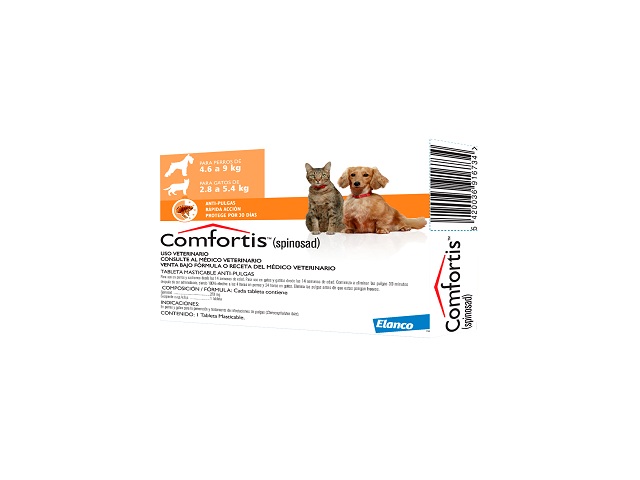 PARA PERROS DE
4.6 a 9 kg
PARA GATOS DE
2.8 a 5.4 kg
ANTI-PULGAS
RÁPIDA ACCIÓN
PROTEGE POR 30 DÍAS
Comfortis™ (spinosad)
USO VETERINARIO
CONSULTE AL MÉDICO VETERINARIO
VENTA BAJO FÓRMULA O RECETA DEL MÉDICO VETERINARIO
TABLETA MASTICABLE ANTI-PULGAS
COMPOSICIÓN / FÓRMULA: Cada tableta contiene
INDICACIONES:
CONTENIDO: 1 Tableta Masticable.
Elanco
Comfortis™
(spinosad)